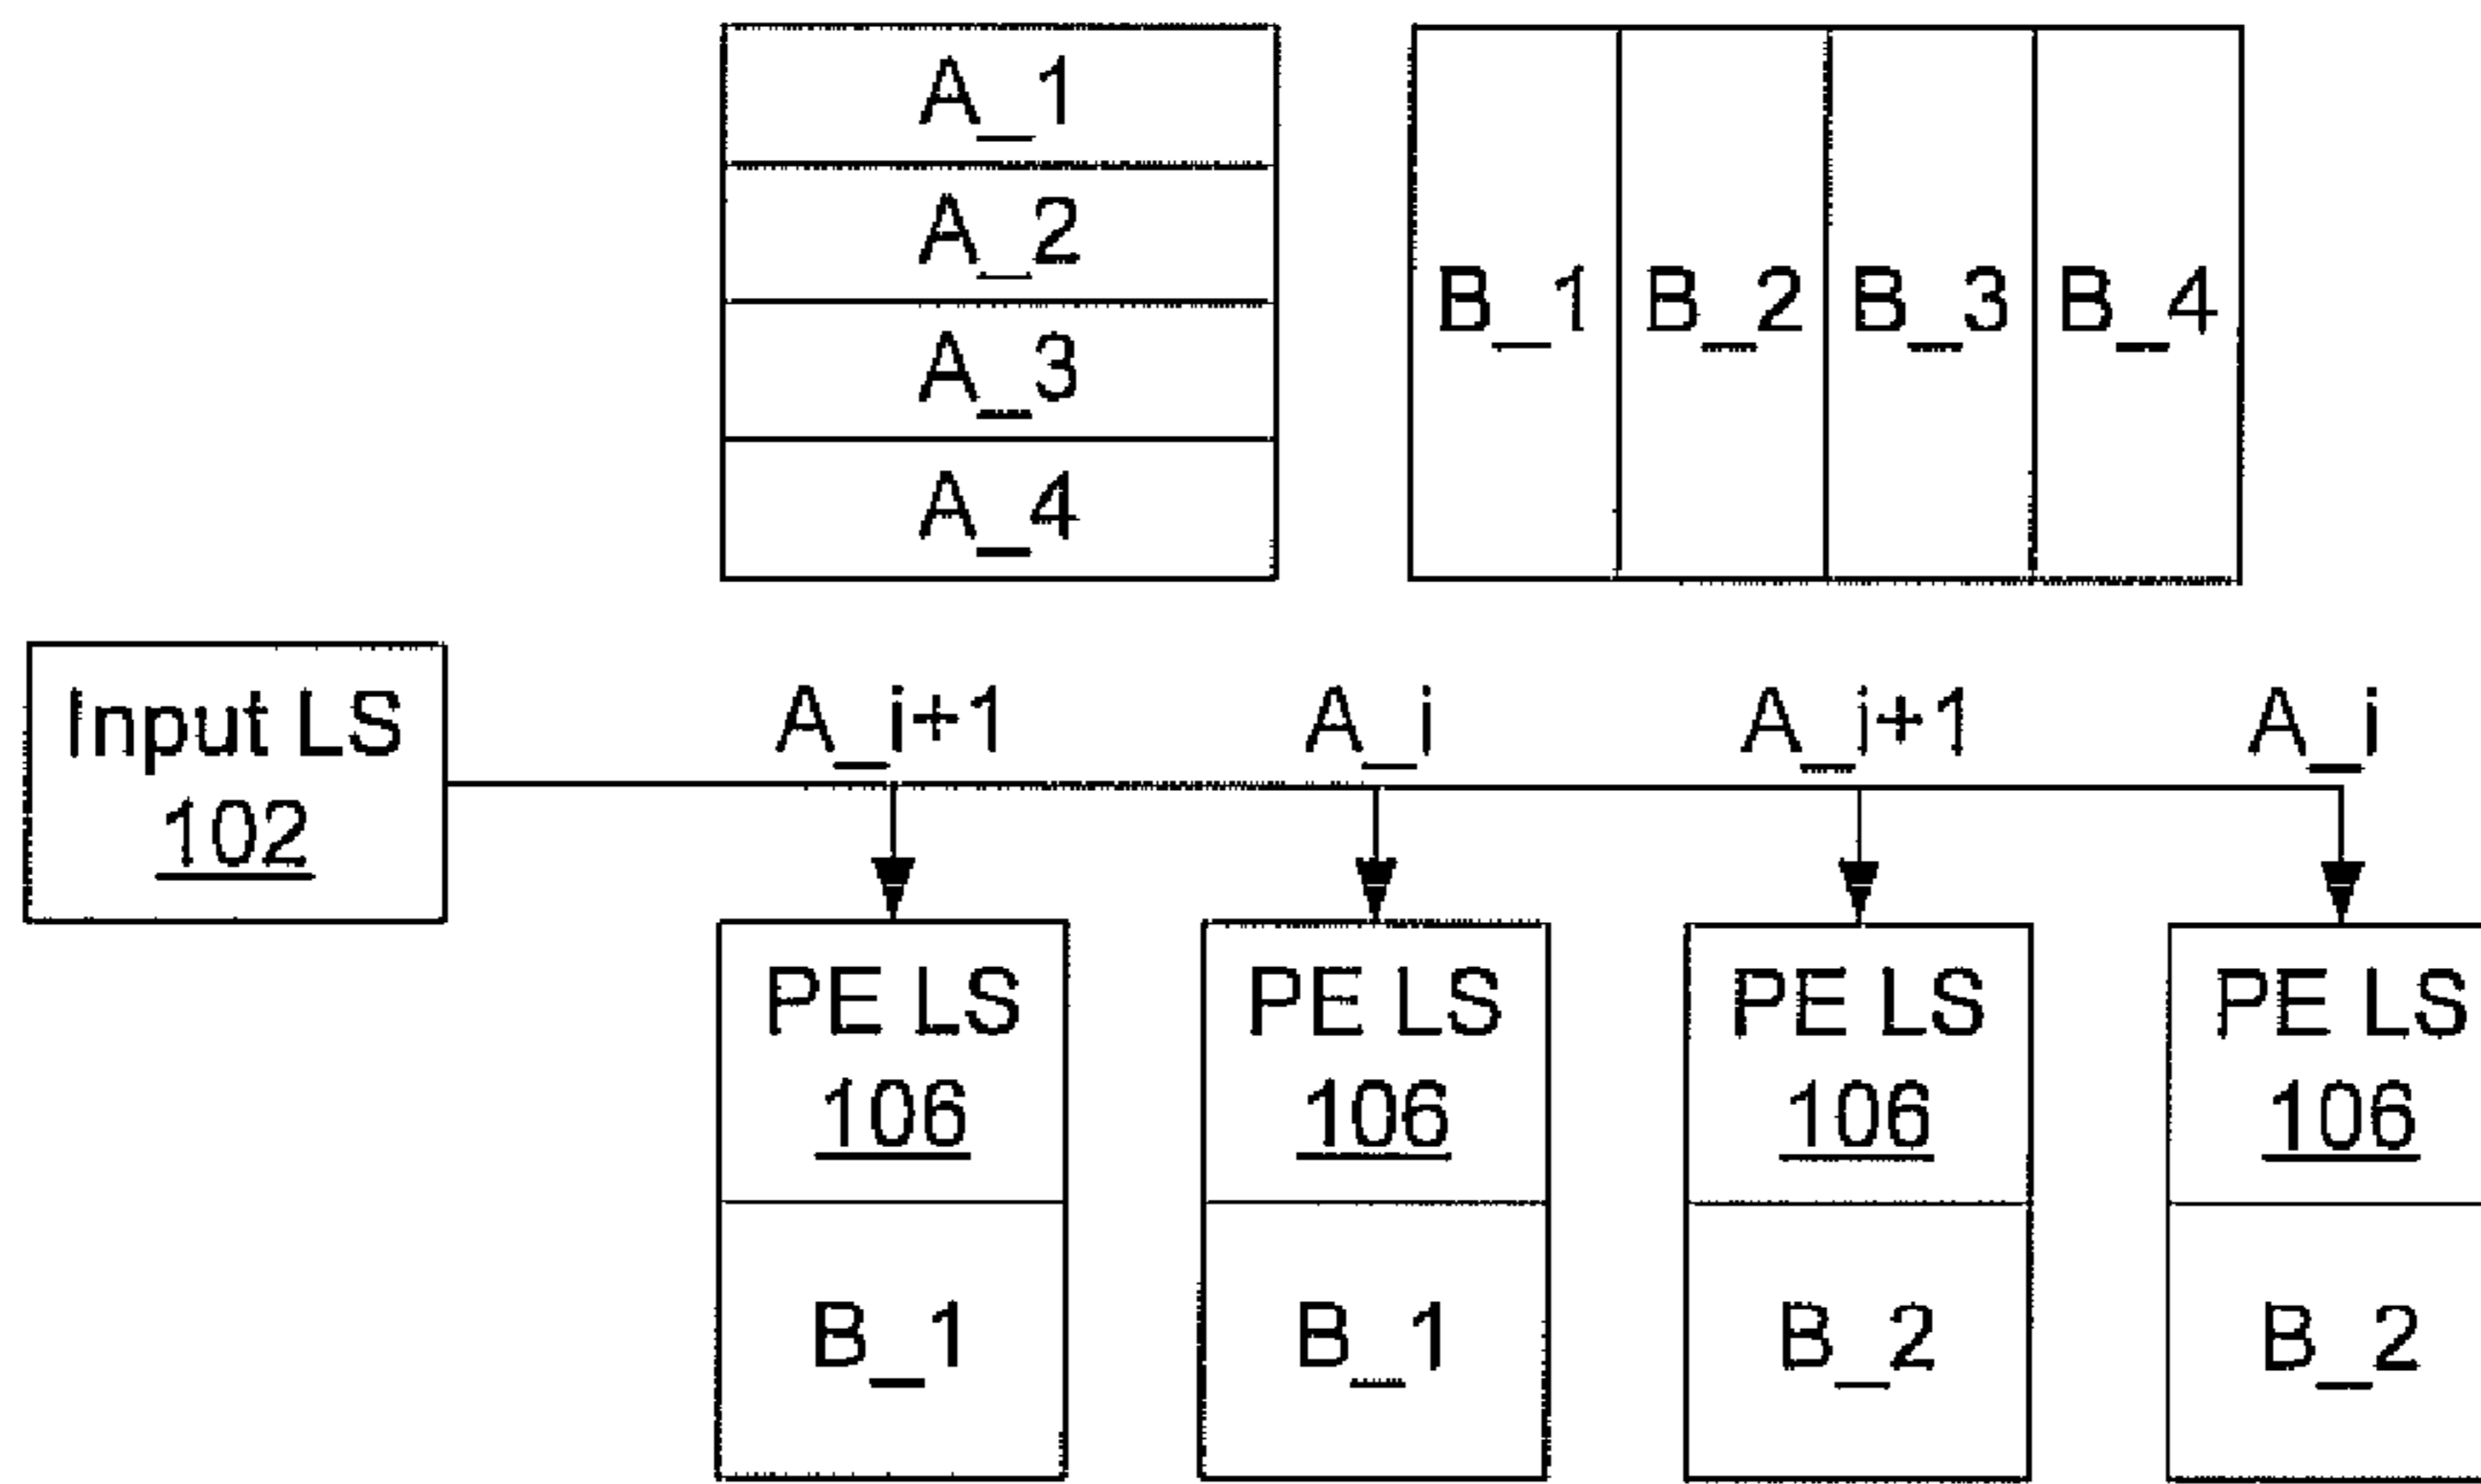 A_1
A_2
A_3
A_4
B_1 B_2 B_3 B_4
Input LS
102
A_i+1 A_i A_i+1 A_i
PE LS PE LS PE LS PE LS
106 106 106 106
B_1 B_1 B_2 B_2